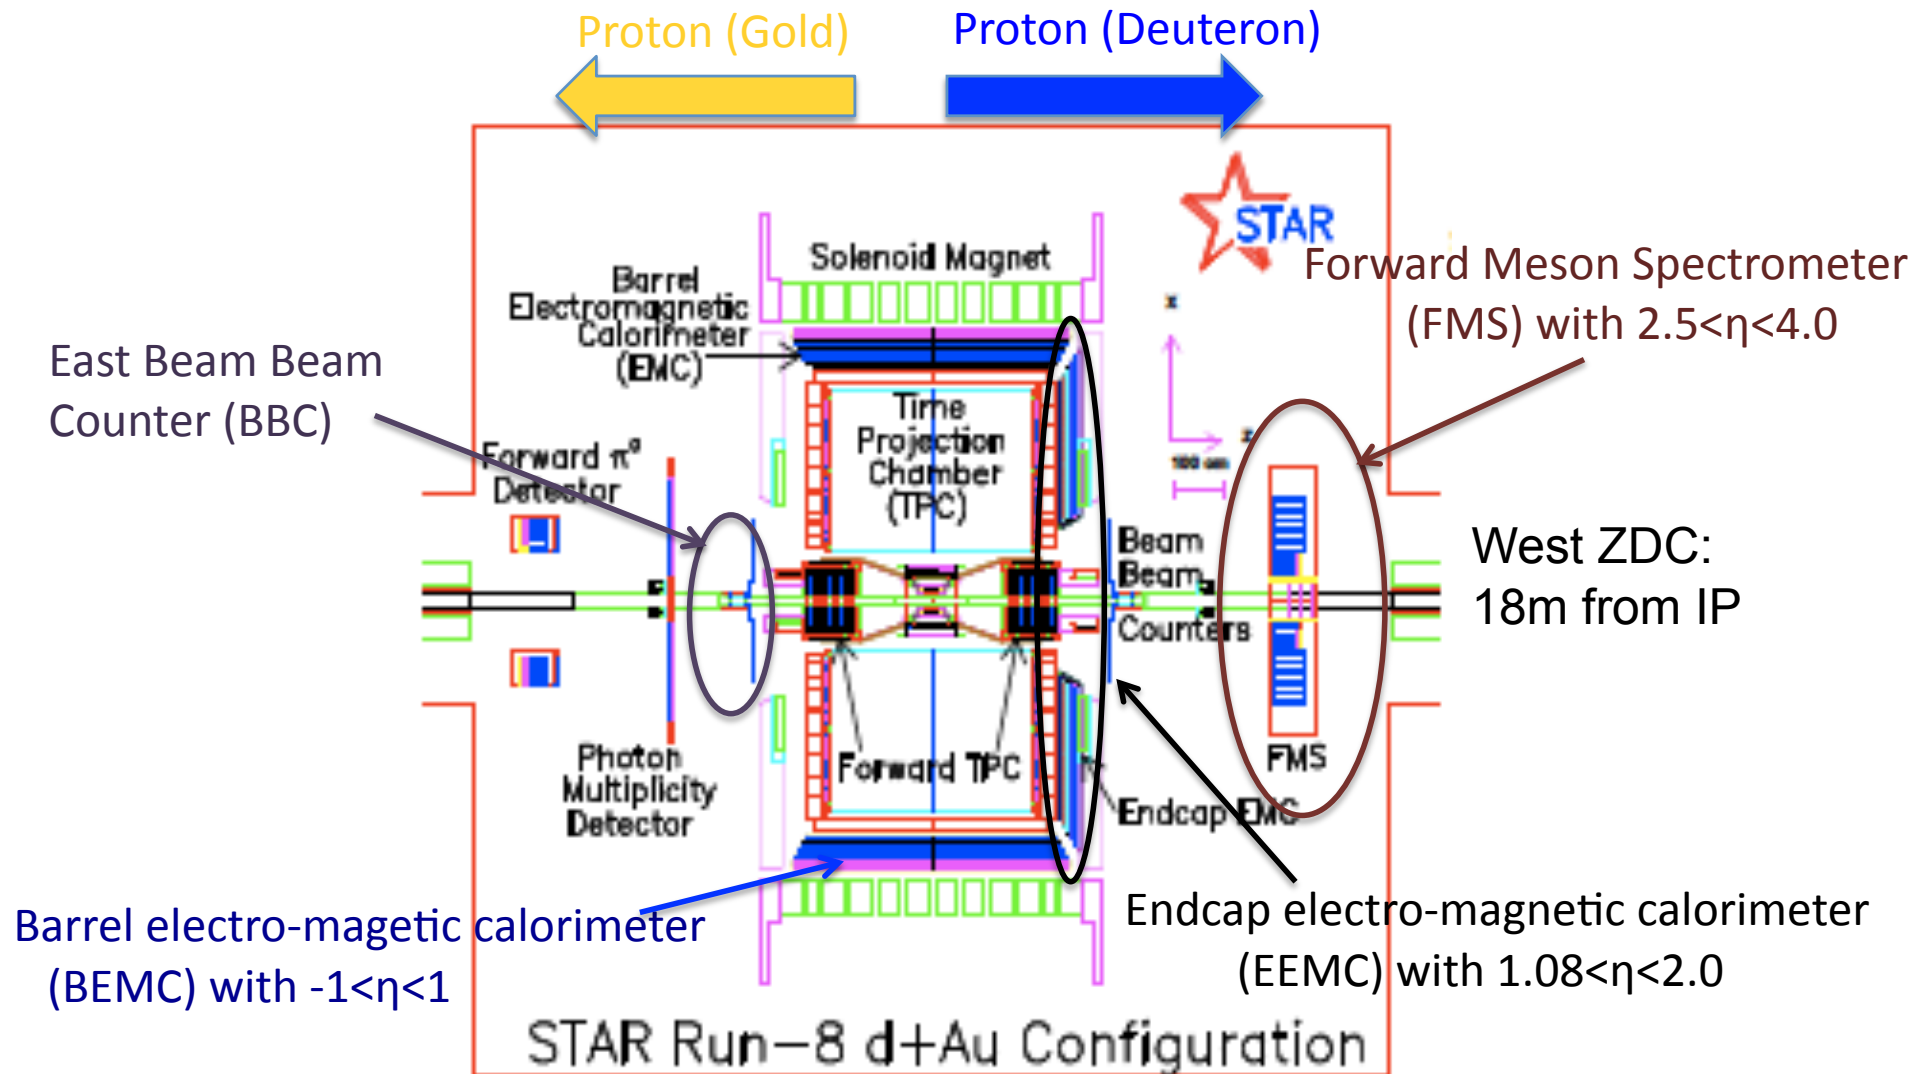 Proton (Gold)
Proton (Deuteron)
STAR
Solenoid Magnet
Barrel
Electromagnetic
Calorimeter
(EMC)
Forward Meson Spectrometer
(FMS) with 2.5<η<4.0
East Beam Beam
Counter (BBC)
x
z
100 cm
Time
Projection
Chamber
(TPC)
Forward π⁰
Detector
Beam
Beam
Counters
West ZDC:
18m from IP
Photon
Multiplicity
Detector
Forward TPC
FMS
Endcap EMC
Barrel electro-magetic calorimeter
(BEMC) with -1<η<1
Endcap electro-magnetic calorimeter
(EEMC) with 1.08<η<2.0
STAR Run-8 d+Au Configuration